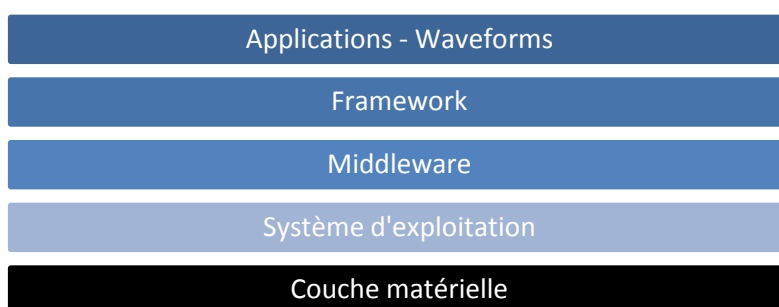 Applications - Waveforms
Framework
Middleware
Système d'exploitation
Couche matérielle